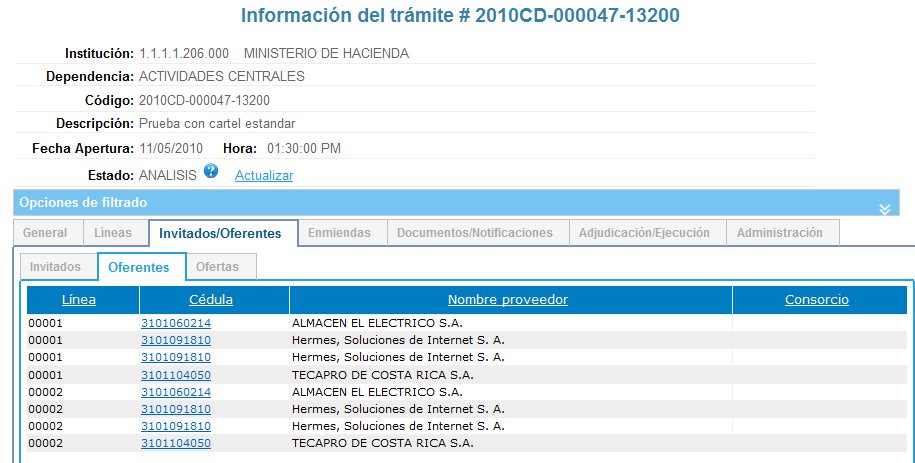 Información del trámite # 2010CD-000047-13200
Institución: 1.1.1.1.206.000 MINISTERIO DE HACIENDA
Dependencia: ACTIVIDADES CENTRALES
Código: 2010CD-000047-13200
Descripción: Prueba con cartel estandar
Fecha Apertura: 11/05/2010 Hora: 01:30:00 PM
Estado: ANALISIS ? Actualizar
Opciones de filtrado
General Líneas Invitados/Oferentes Enmiendas Documentos/Notificaciones Adjudicación/Ejecución Administración
Invitados Oferentes Ofertas
Línea Cédula Nombre proveedor Consorcio
00001 3101060214 ALMACEN EL ELECTRICO S.A.
00001 3101091810 Hermes, Soluciones de Internet S. A.
00001 3101091810 Hermes, Soluciones de Internet S. A.
00001 3101104050 TECAPRO DE COSTA RICA S.A.
00002 3101060214 ALMACEN EL ELECTRICO S.A.
00002 3101091810 Hermes, Soluciones de Internet S. A.
00002 3101091810 Hermes, Soluciones de Internet S. A.
00002 3101104050 TECAPRO DE COSTA RICA S.A.